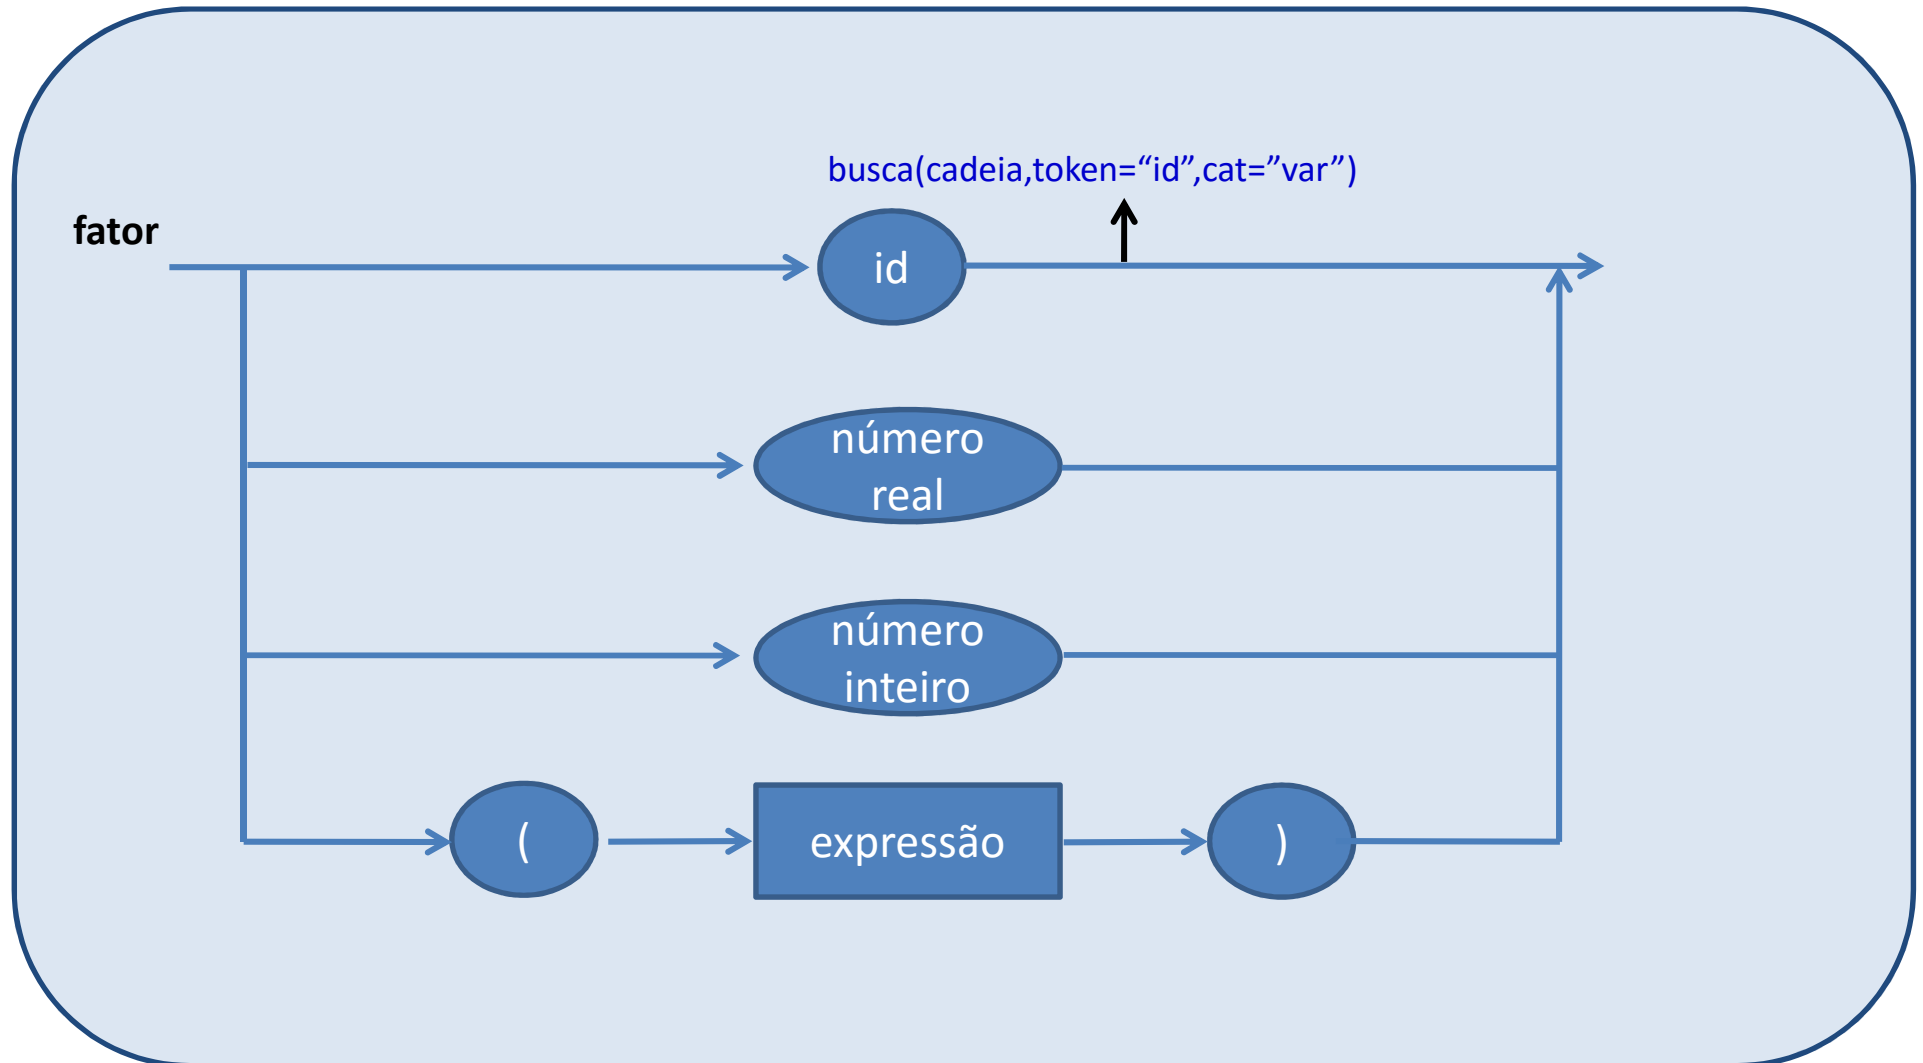 busca(cadeia,token=“id”,cat=”var”)
fator
id
número
real
número
inteiro
(
expressão
)